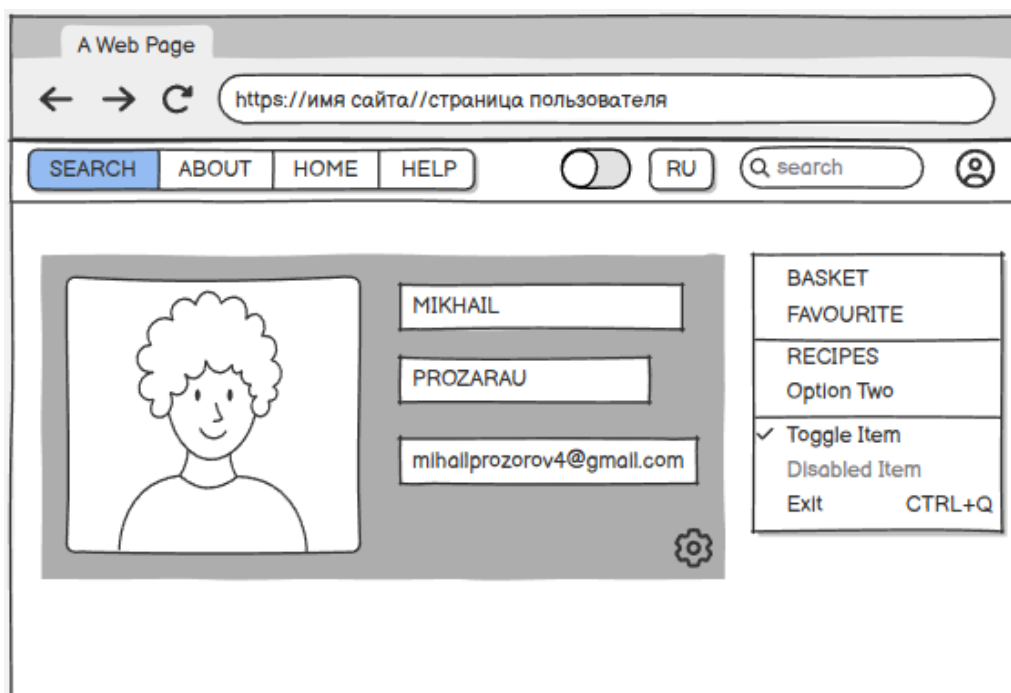 A Web Page
https://имя сайта//страница пользователя
SEARCH ABOUT HOME HELP RU search
MIKHAIL
PROZARAU
mihailprozorov4@gmail.com
BASKET
FAVOURITE
RECIPES
Option Two
Toggle Item
Disabled Item
Exit CTRL+Q